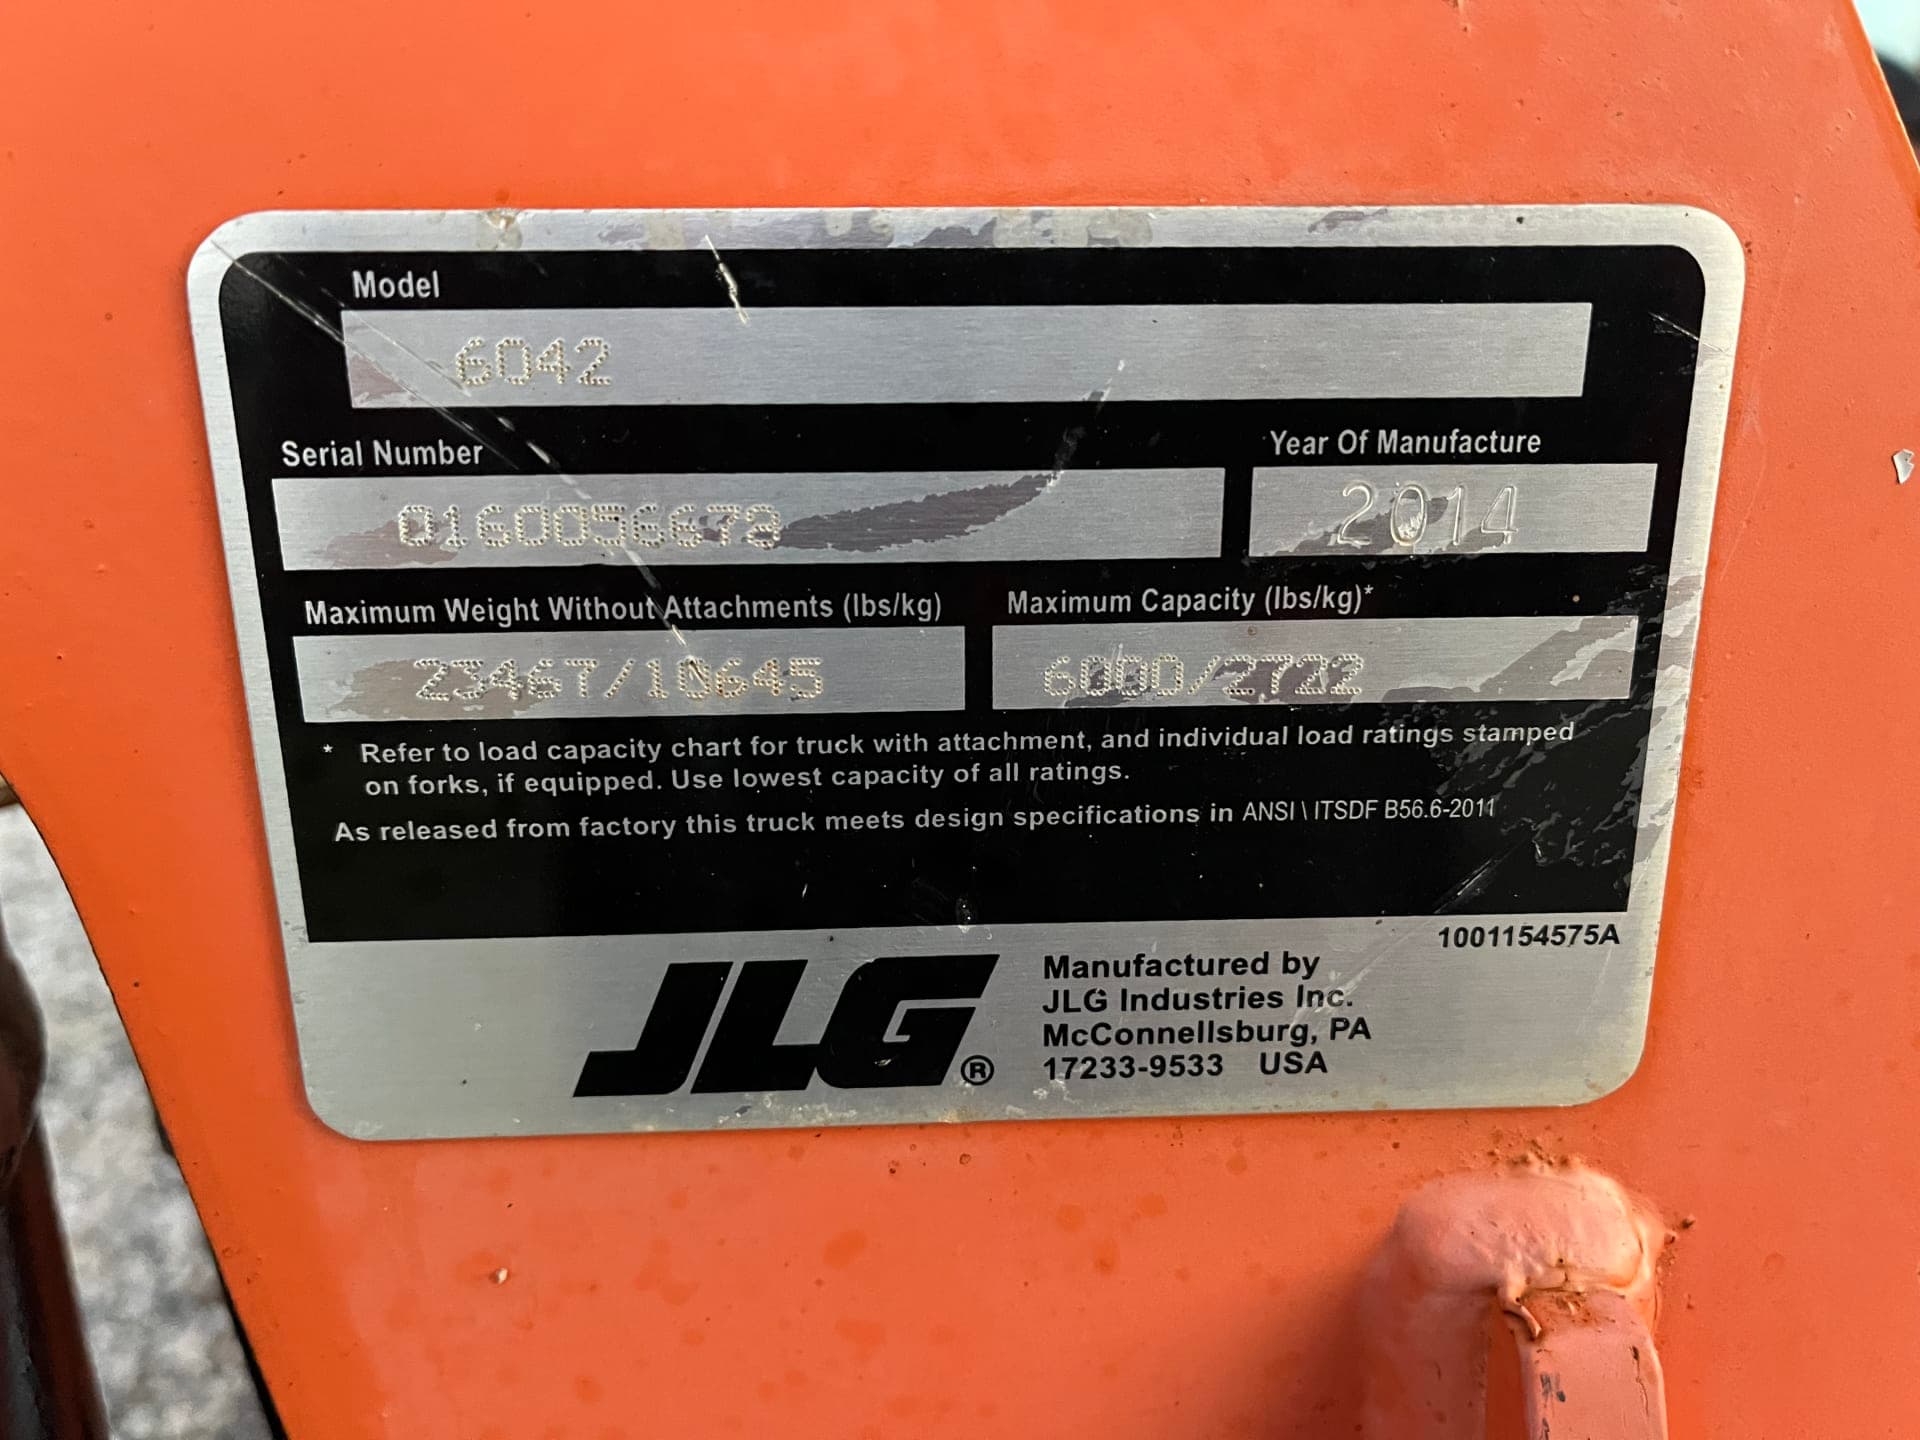 Model
6042
Serial Number
Year Of Manufacture
0160056678
2014
Maximum Weight Without Attachments (lbs/kg)
Maximum Capacity (lbs/kg)*
23467/10645
6000/2722
* Refer to load capacity chart for truck with attachment, and individual load ratings stamped
on forks, if equipped. Use lowest capacity of all ratings.
As released from factory this truck meets design specifications in ANSI \ ITSDF B56.6-2011
1001154575A
JLG®
Manufactured by
JLG Industries Inc.
McConnellsburg, PA
17233-9533 USA